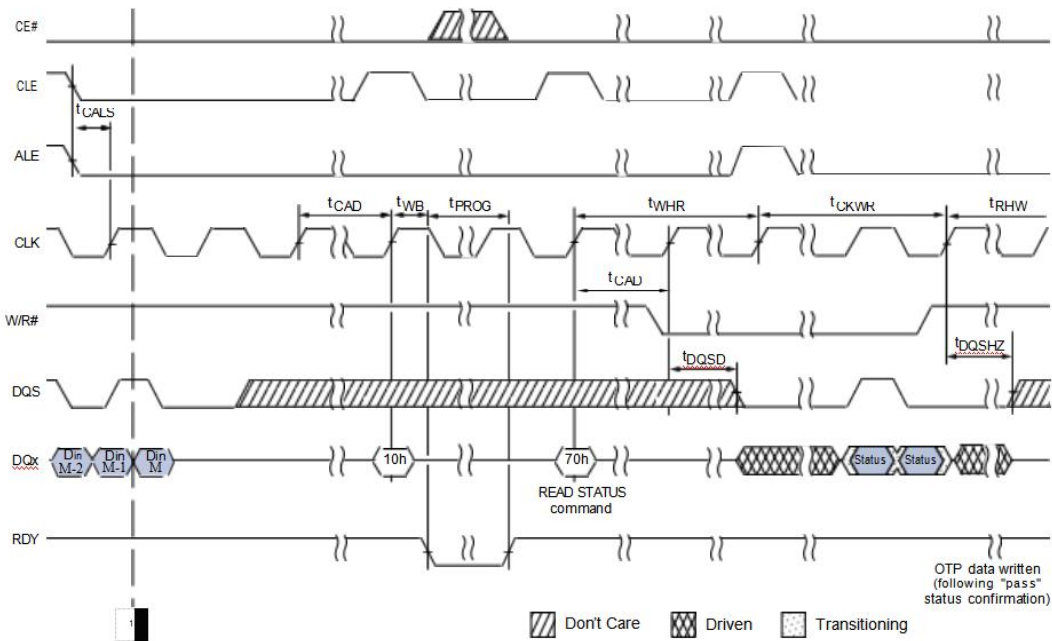 CE#
CLE
tCALS
ALE
tCAD
tWB
tPROG
tWHR
tCKWR
tRHW
CLK
tCAD
W/R#
tDQSD
tDQSHZ
DQS
DQx
Din M-2
Din M-1
Din M
10h
70h
Status
Status
READ STATUS
command
RDY
OTP data written
(following "pass"
status confirmation)
1
Don't Care
Driven
Transitioning